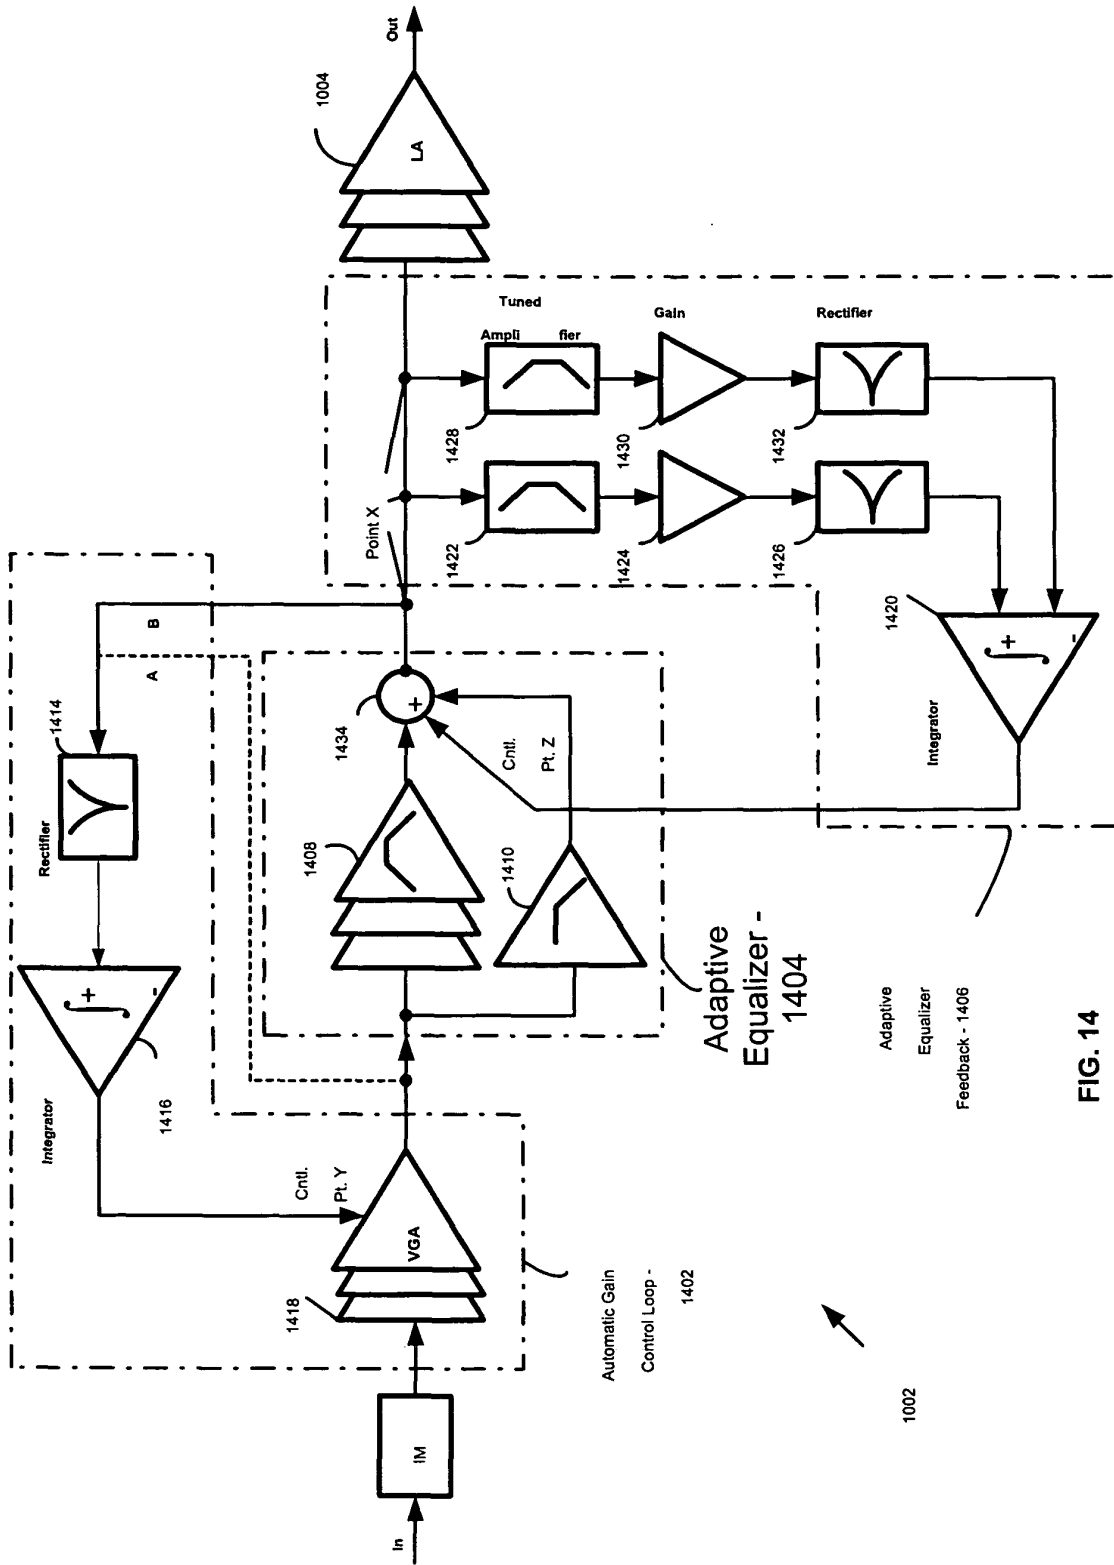 In
IM
1418
VGA
Cntl.
Pt. Y
Integrator
1416
∫ +
-
Rectifier
1414
A
B
Automatic Gain
Control Loop -
1402
1408
1410
1434
+
Cntl.
Pt. Z
Adaptive
Equalizer -
1404
Point X
Tuned
Ampli fier
1428
1422
Gain
1430
1424
Rectifier
1432
1426
1420
∫ +
-
Integrator
Adaptive
Equalizer
Feedback - 1406
LA
1004
Out
1002
FIG. 14